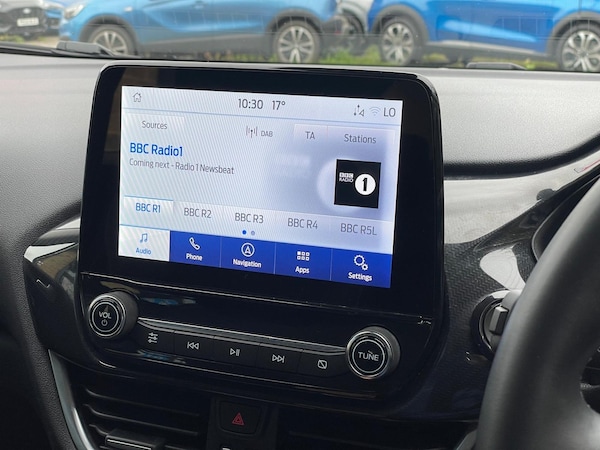 10:30 17° LO
Sources DAB TA Stations
BBC Radio1
Coming next - Radio 1 Newsbeat
BBC RADIO 1
BBC R1 BBC R2 BBC R3 BBC R4 BBC R5L
Audio Phone Navigation Apps Settings
VOL
TUNE